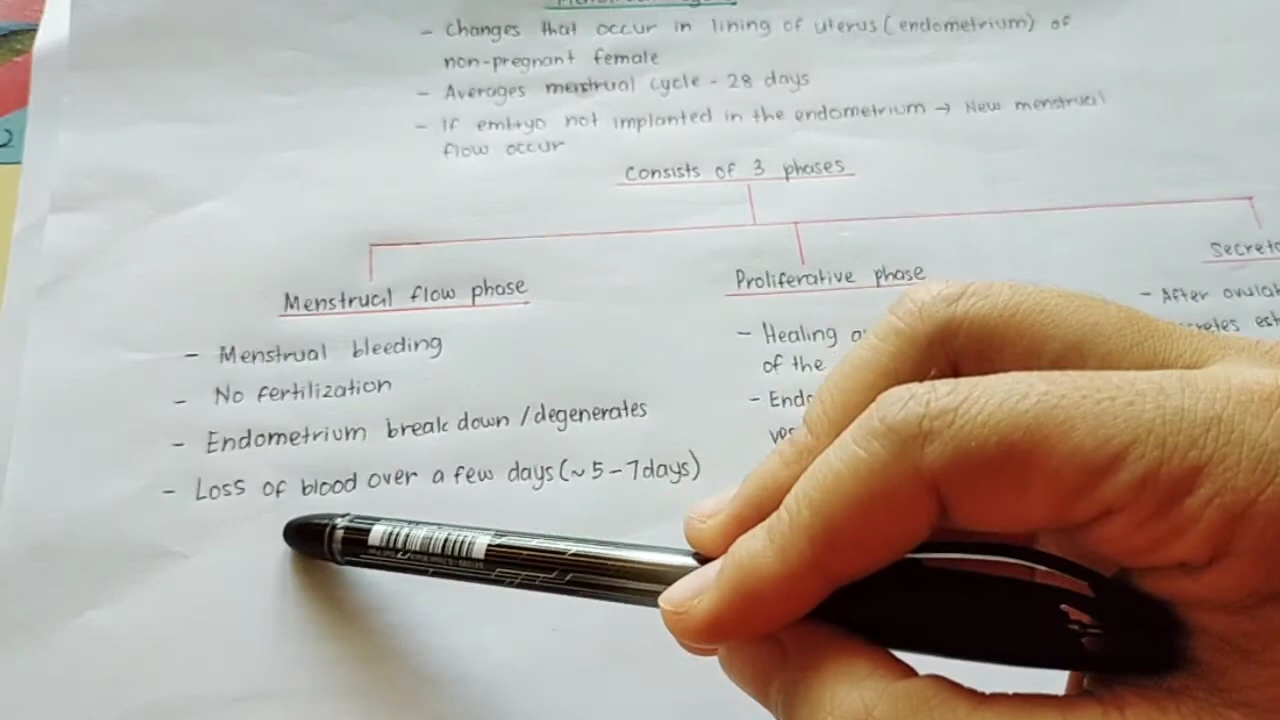 - Changes that occur in lining of uterus (endometrium) of
non-pregnant female
- Averages menstrual cycle - 28 days
- If embryo not implanted in the endometrium → New menstrual
flow occur
Consists of 3 phases
Menstrual flow phase
- Menstrual bleeding
- No fertilization
- Endometrium break down / degenerates
- Loss of blood over a few days (~5-7days)
Proliferative phase
- Healing
of the
-
- After
2